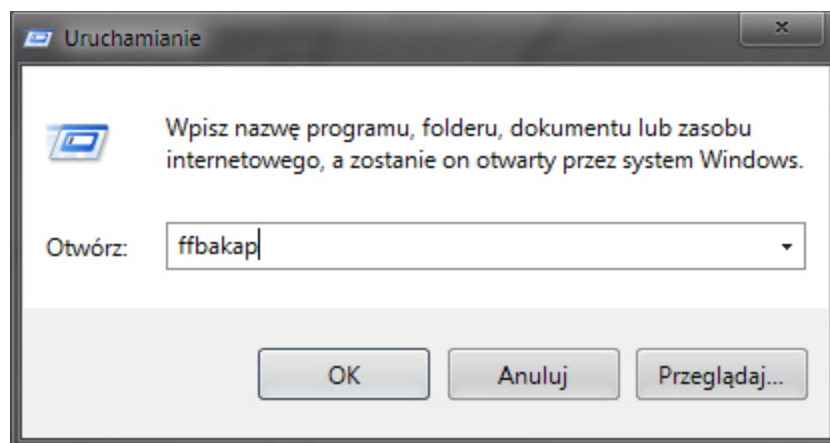 Uruchamianie
Wpisz nazwę programu, folderu, dokumentu lub zasobu
internetowego, a zostanie on otwarty przez system Windows.
Otwórz: ffbakap
OK Anuluj Przeglądaj...